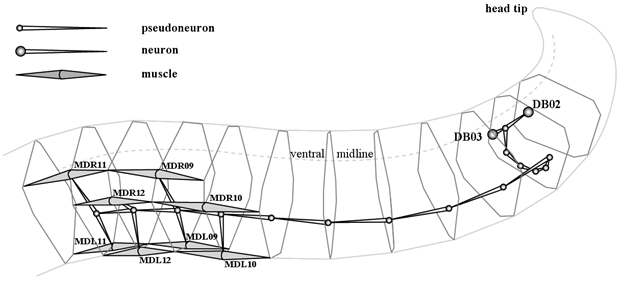 head tip
pseudoneuron
neuron
muscle
DB02
DB03
ventral midline
MDR11
MDR09
MDR12
MDR10
MDL11
MDL09
MDL12
MDL10